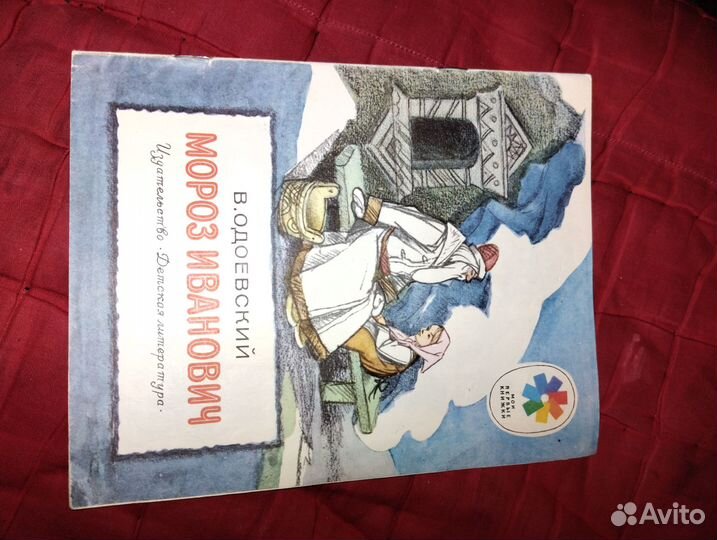 В.ОДОЕВСКИЙ
МОРОЗ ИВАНОВИЧ
Издательство · Детская литература ·
МОИ
ПЕРВЫЕ
КНИЖКИ
Avito